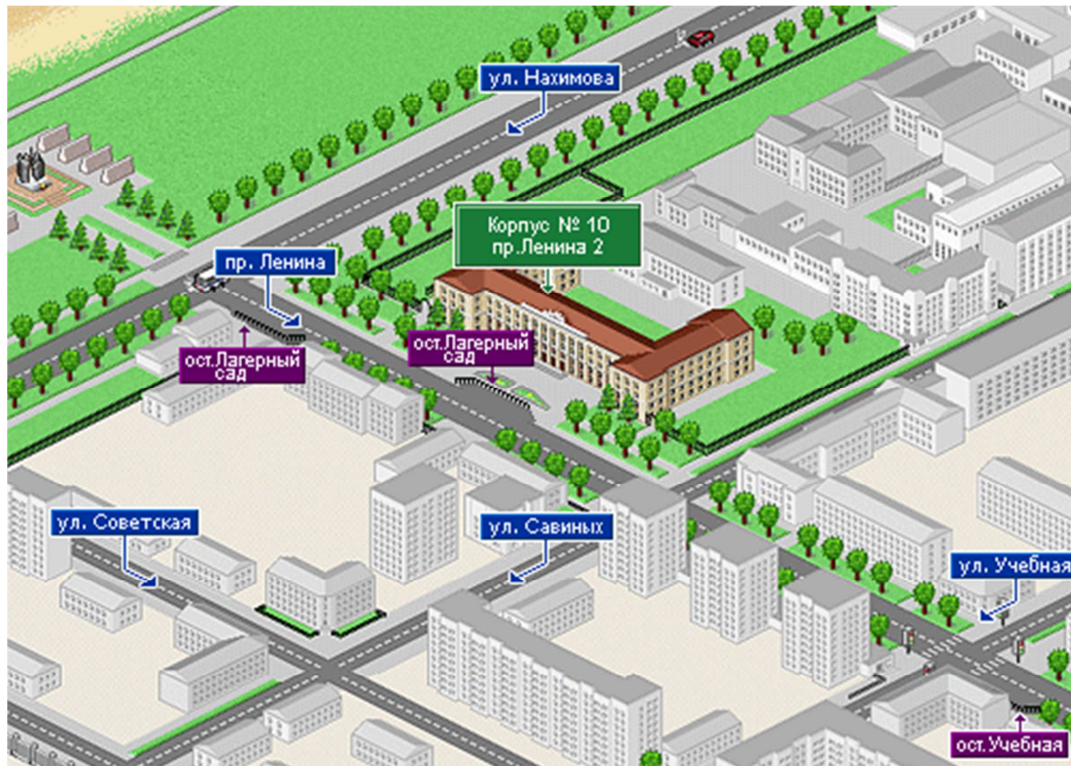 ул. Нахимова
Корпус № 10
пр.Ленина 2
пр. Ленина
ост.Лагерный
сад
ост.Лагерный
сад
ул. Советская
ул. Савиных
ул. Учебная
ост.Учебная